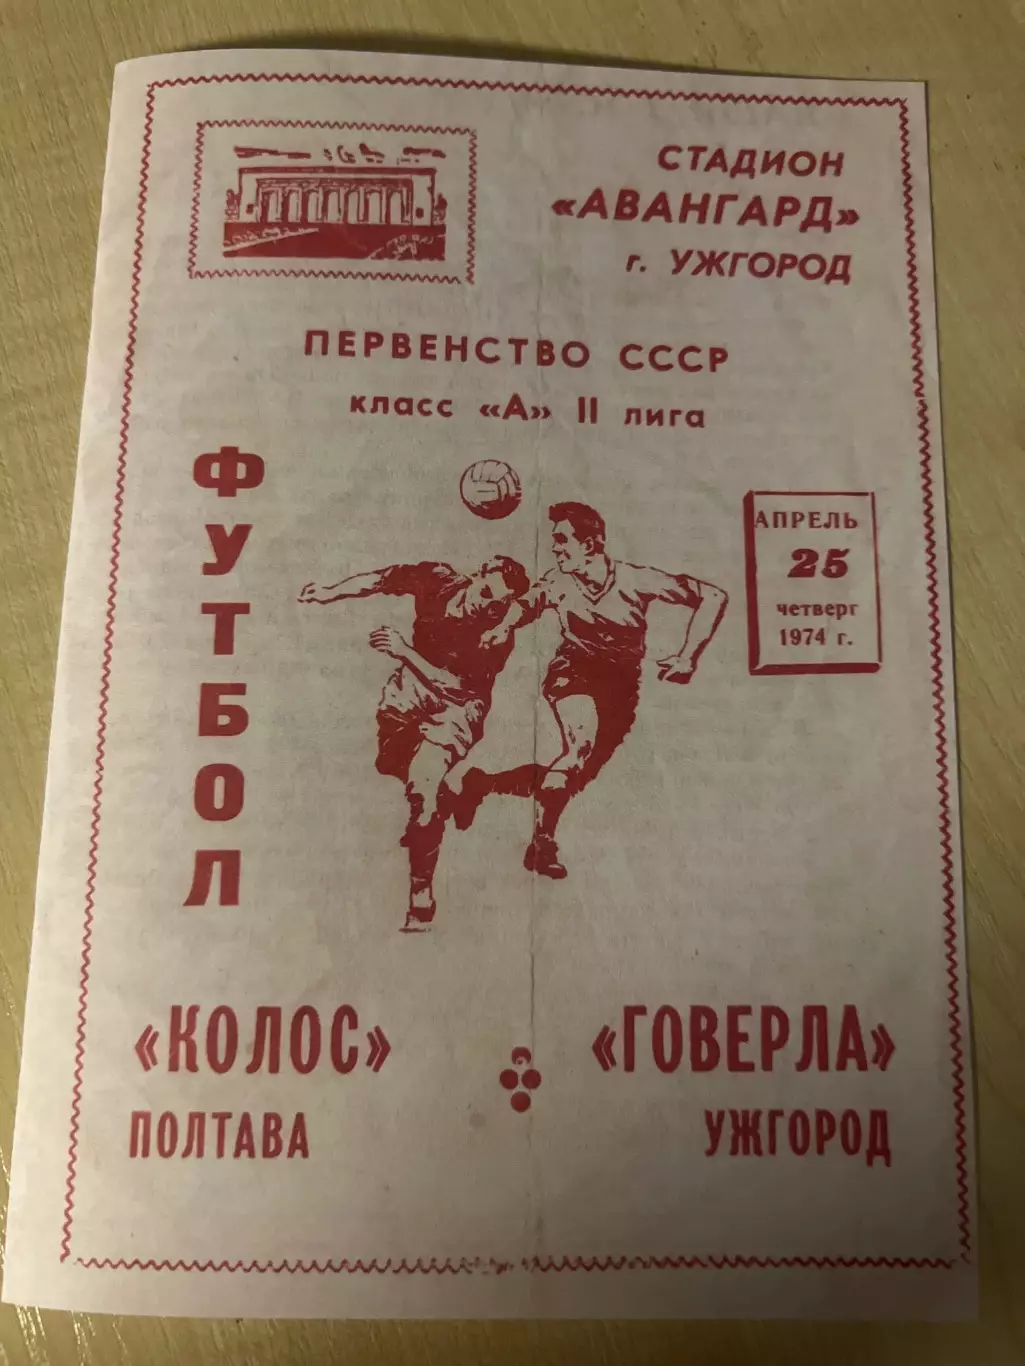 СТАДИОН
«АВАНГАРД»
г. УЖГОРОД
ПЕРВЕНСТВО СССР
класс «А» II лига
ФУТБОЛ
АПРЕЛЬ
25
четверг
1974 г.
«КОЛОС»
ПОЛТАВА
«ГОВЕРЛА»
УЖГОРОД